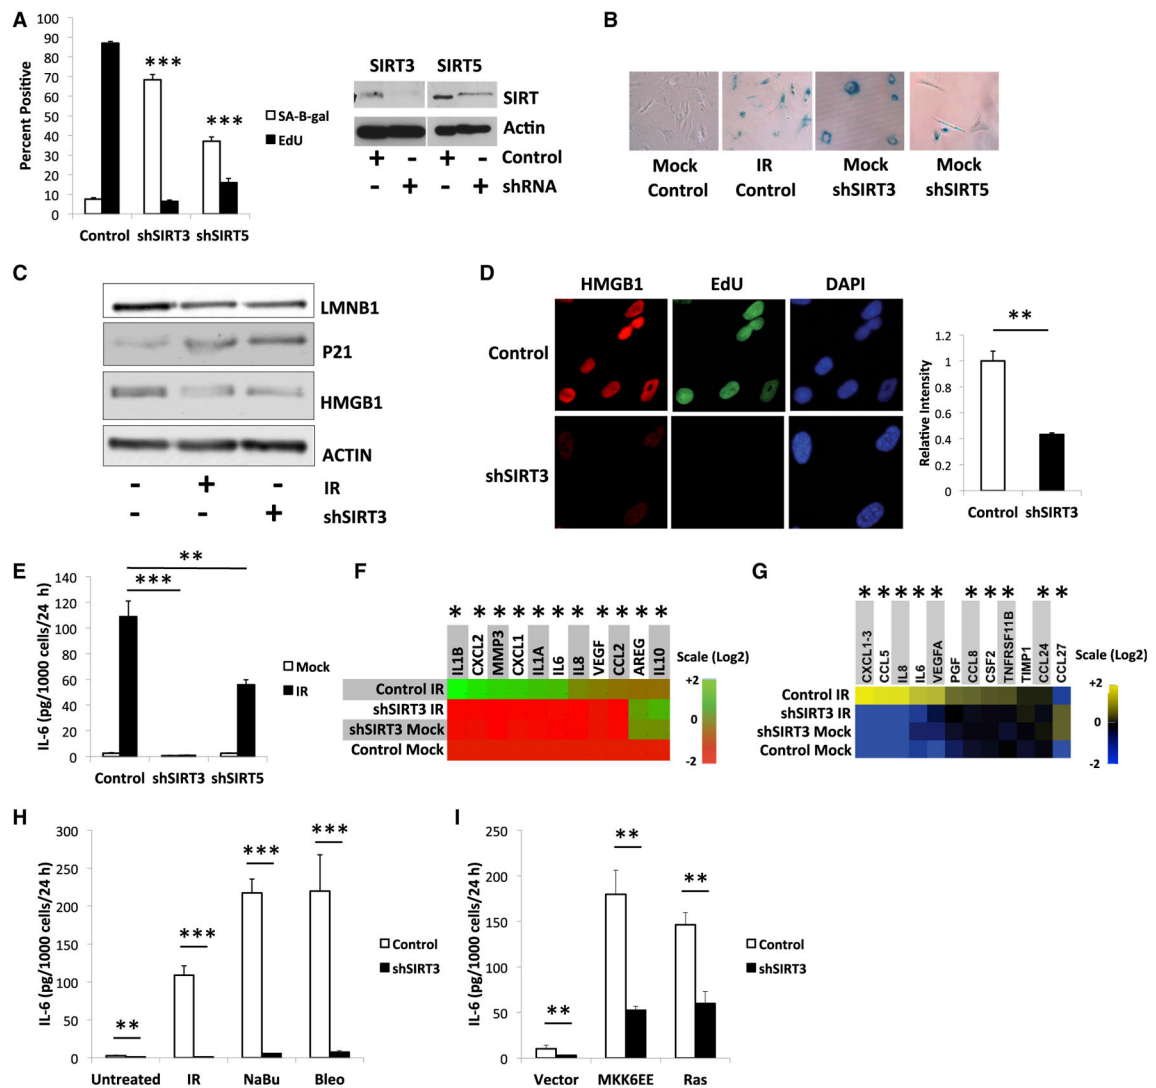 A
100
90
80
70
60
50
40
30
20
10
0
Percent Positive
***
***
SA-B-gal
EdU
Control shSIRT3 shSIRT5
SIRT3 SIRT5
SIRT
Actin
+ - + - Control
- + - + shRNA
B
Mock Control
IR Control
Mock shSIRT3
Mock shSIRT5
C
LMNB1
P21
HMGB1
ACTIN
- + - IR
- - + shSIRT3
D
HMGB1 EdU DAPI
Control
shSIRT3
Relative Intensity
1.2
1
0.8
0.6
0.4
0.2
0
**
Control shSIRT3
E
IL-6 (pg/1000 cells/24 h)
140
120
100
80
60
40
20
0
**
***
Mock
IR
Control shSIRT3 shSIRT5
F
* * * * * * * * * * *
IL1B CXCL2 MMP3 CXCL1 IL1A IL6 IL8 VEGF CCL2 AREG IL10
Control IR
shSIRT3 IR
shSIRT3 Mock
Control Mock
Scale (Log2)
+2
0
-2
G
* * * * * * * * * *
CXCL1-3 CCL5 IL8 IL6 VEGFA PGF CCL8 CSF2 TNFRSF11B TIMP1 CCL24 CCL27
Control IR
shSIRT3 IR
shSIRT3 Mock
Control Mock
Scale (Log2)
+2
0
-2
H
IL-6 (pg/1000 cells/24 h)
300
250
200
150
100
50
0
**
***
***
***
Control
shSIRT3
Untreated IR NaBu Bleo
I
IL-6 (pg/1000 cells/24 h)
250
200
150
100
50
0
**
**
**
Control
shSIRT3
Vector MKK6EE Ras